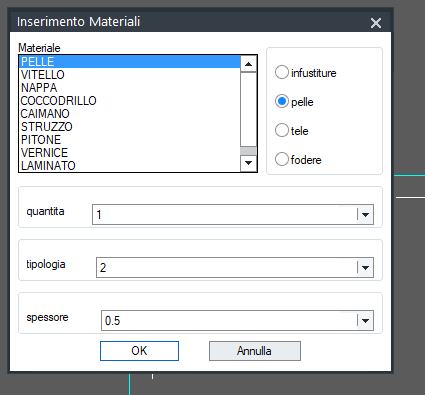 Inserimento Materiali
Materiale
PELLE
VITELLO
NAPPA
COCCODRILLO
CAIMANO
STRUZZO
PITONE
VERNICE
LAMINATO
infustiture
pelle
tele
fodere
quantita
1
tipologia
2
spessore
0.5
OK
Annulla